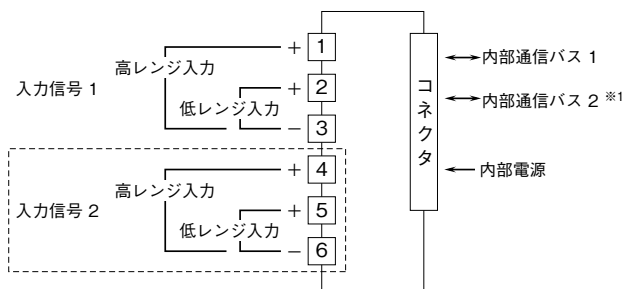 入力信号 1
高レンジ入力
+ 1
低レンジ入力
+ 2
− 3
入力信号 2
高レンジ入力
+ 4
低レンジ入力
+ 5
− 6
コネクタ
内部通信バス 1
内部通信バス 2 ※1
内部電源